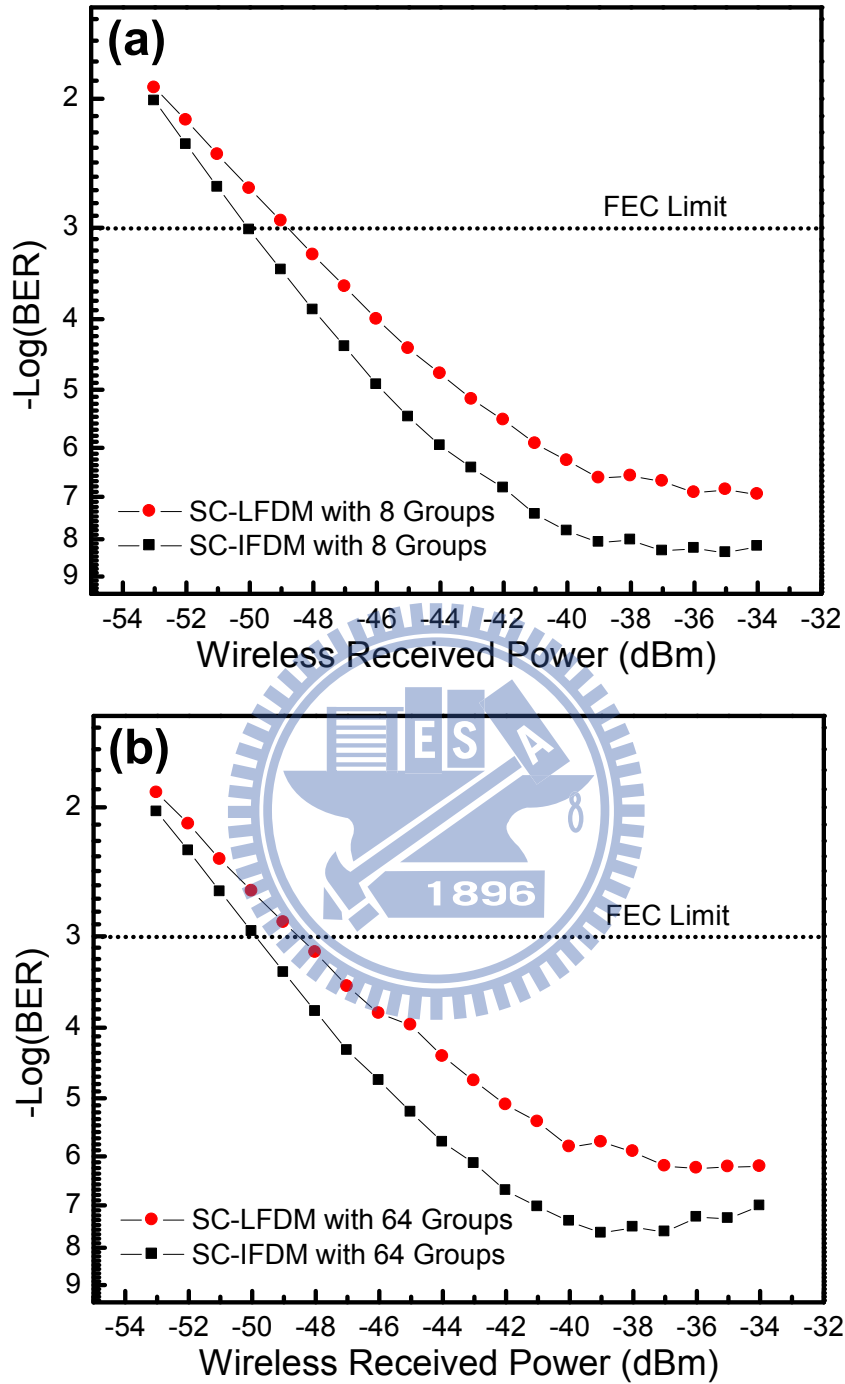 (a)
2
3
4
5
6
7
8
9
-Log(BER)
FEC Limit
SC-LFDM with 8 Groups
SC-IFDM with 8 Groups
-54 -52 -50 -48 -46 -44 -42 -40 -38 -36 -34 -32
Wireless Received Power (dBm)
(b)
2
3
4
5
6
7
8
9
-Log(BER)
E S A
1896
FEC Limit
SC-LFDM with 64 Groups
SC-IFDM with 64 Groups
-54 -52 -50 -48 -46 -44 -42 -40 -38 -36 -34 -32
Wireless Received Power (dBm)